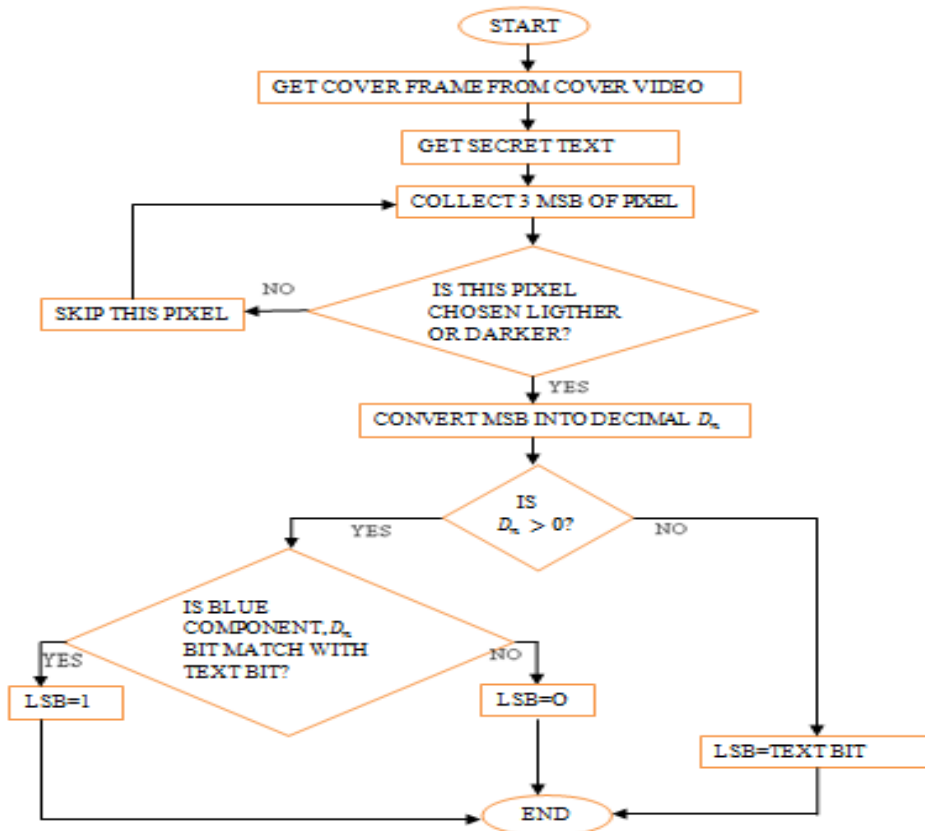 START
GET COVER FRAME FROM COVER VIDEO
GET SECRET TEXT
COLLECT 3 MSB OF PIXEL
NO
IS THIS PIXEL
CHOSEN LIGTHER
OR DARKER?
SKIP THIS PIXEL
YES
CONVERT MSB INTO DECIMAL Dₙ
IS
Dₙ > 0?
YES
NO
IS BLUE
COMPONENT, Dₙ
BIT MATCH WITH
TEXT BIT?
YES
NO
LSB=1
LSB=O
LSB=TEXT BIT
END